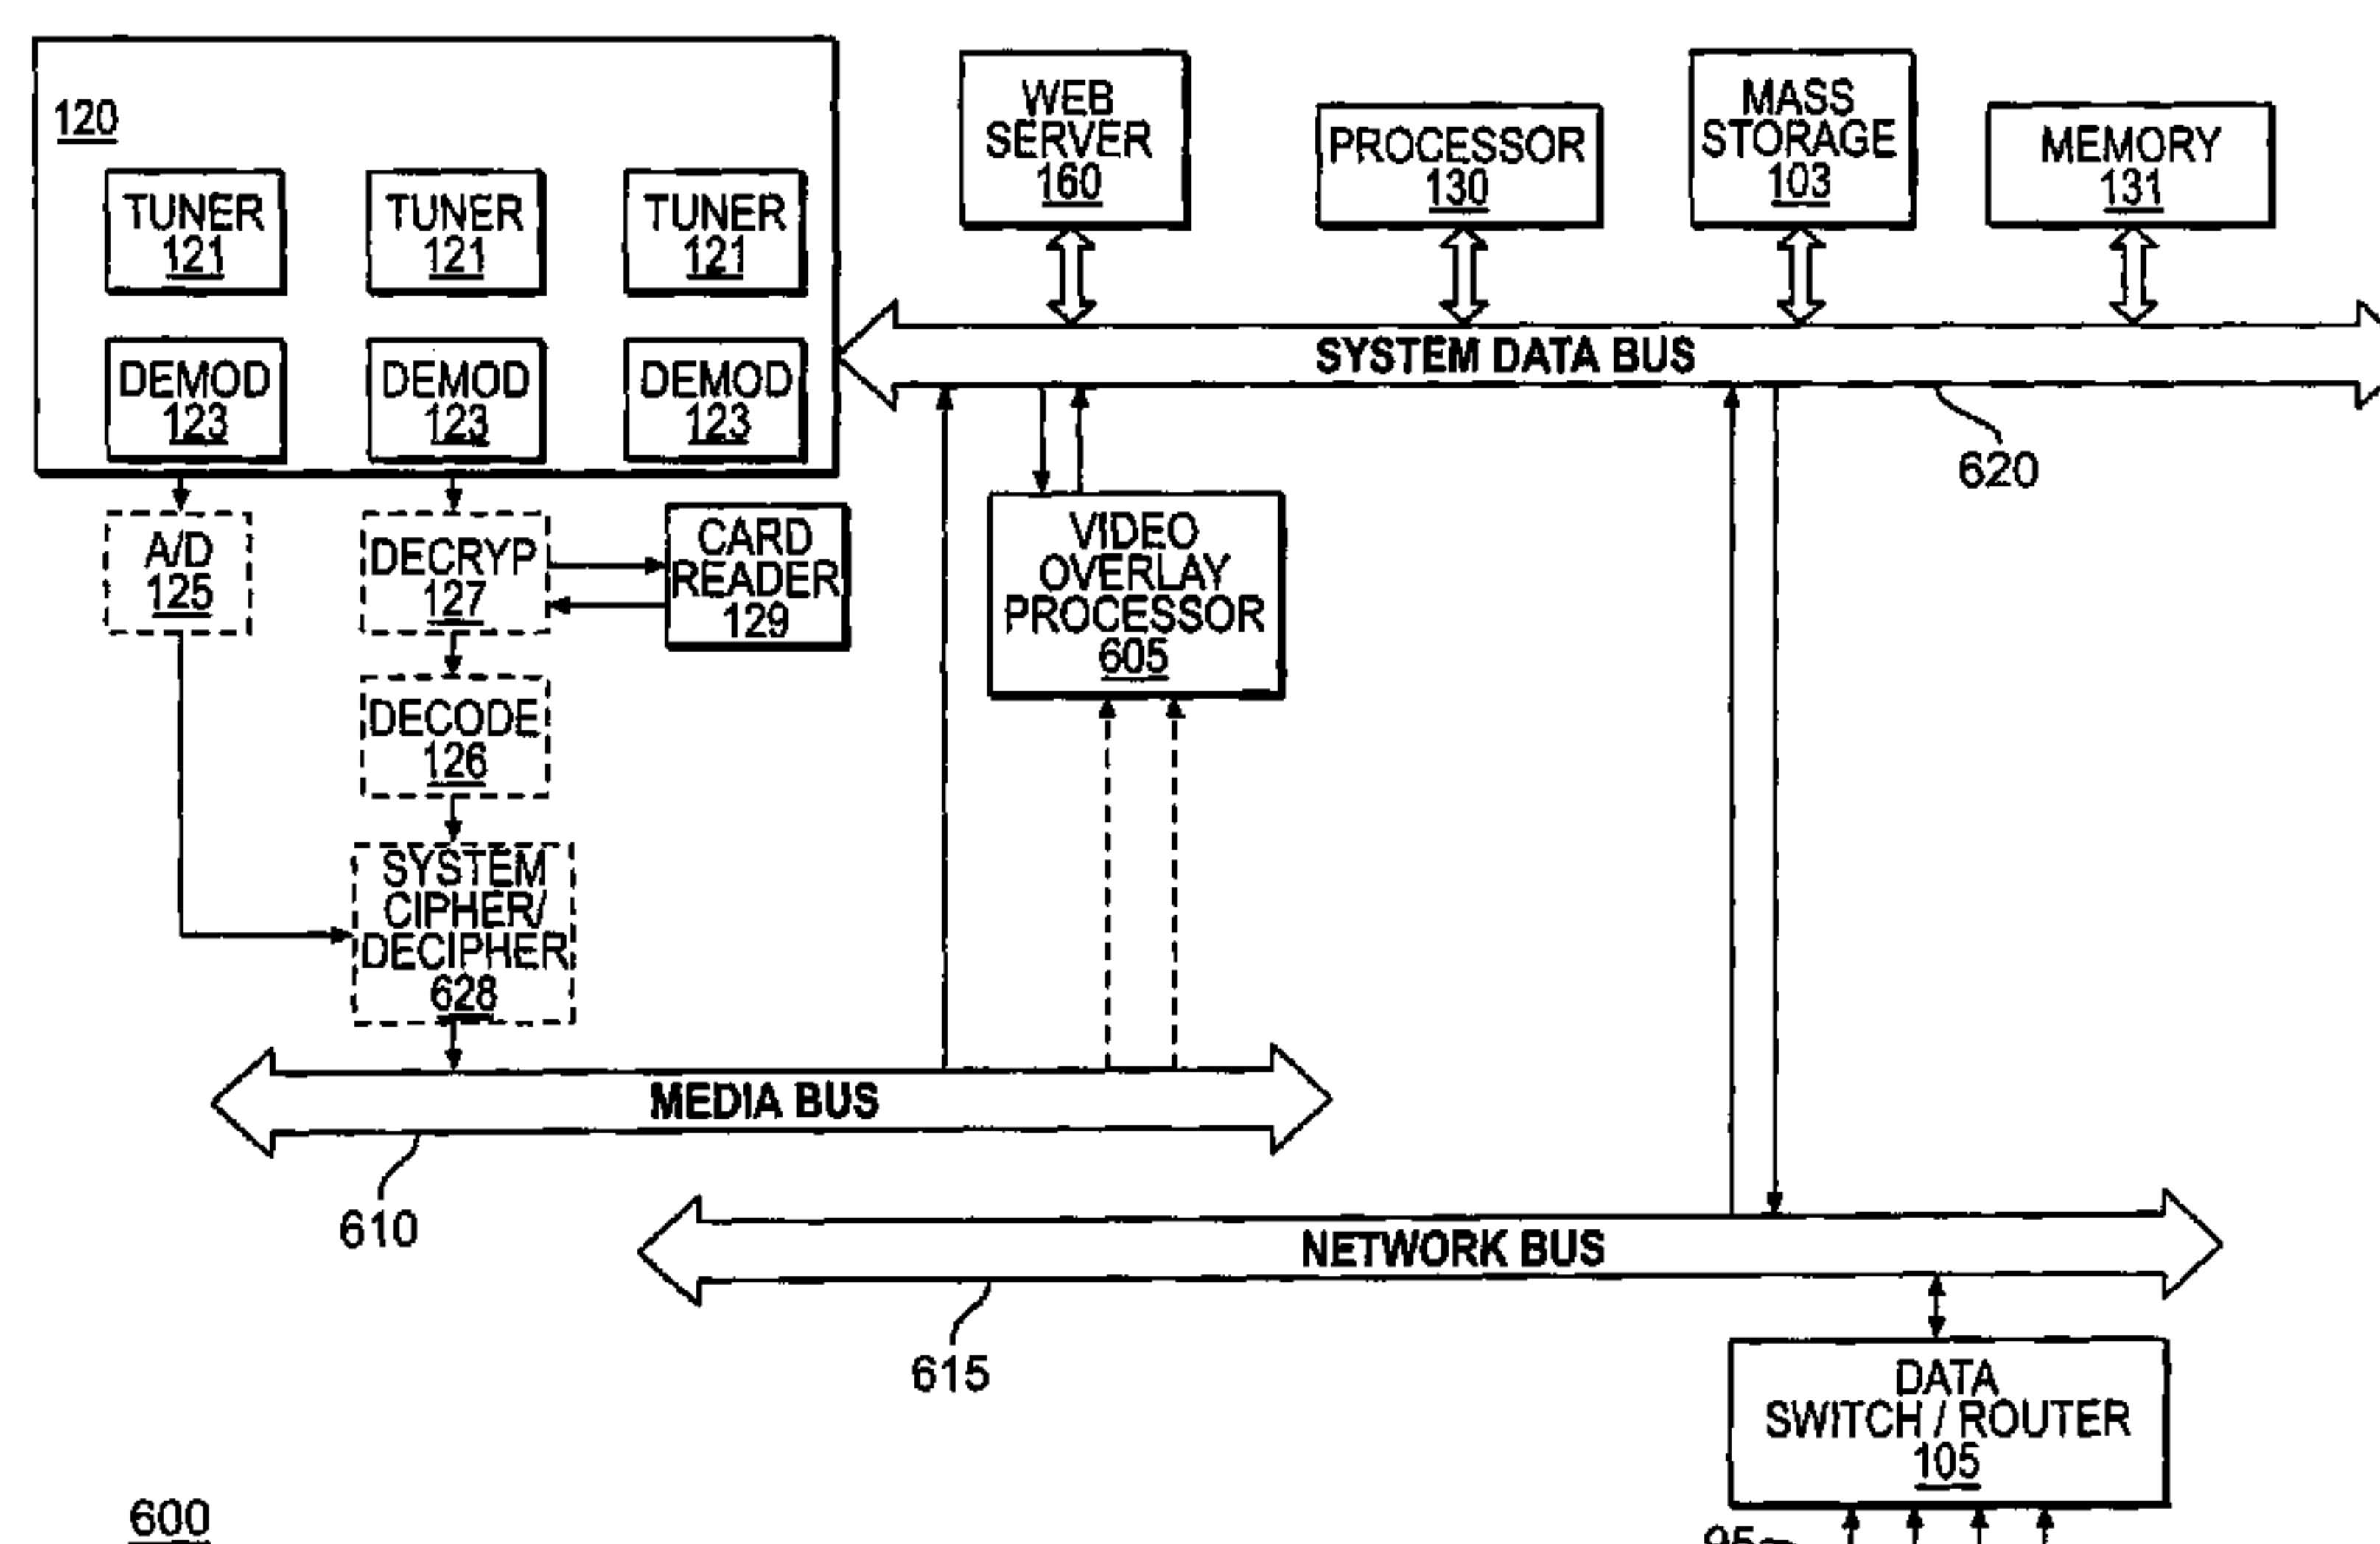 120
TUNER
121
TUNER
121
TUNER
121
DEMOD
123
DEMOD
123
DEMOD
123
WEB
SERVER
160
PROCESSOR
130
MASS
STORAGE
103
MEMORY
131
SYSTEM DATA BUS
620
A/D
125
DECRYP
127
CARD
READER
129
VIDEO
OVERLAY
PROCESSOR
605
DECODE
126
SYSTEM
CIPHER/
DECIPHER
628
MEDIA BUS
610
NETWORK BUS
615
DATA
SWITCH / ROUTER
105
600
95